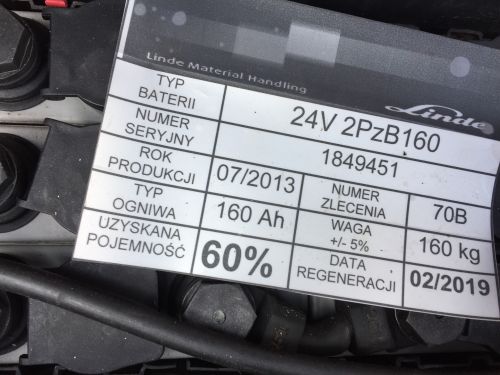 Linde Material Handling
Linde
TYP
BATERII
24V 2PzB160
NUMER
SERYJNY
1849451
ROK
PRODUKCJI
07/2013
NUMER
ZLECENIA
70B
TYP
OGNIWA
160 Ah
WAGA
+/- 5%
160 kg
UZYSKANA
POJEMNOŚĆ
60%
DATA
REGENERACJI
02/2019